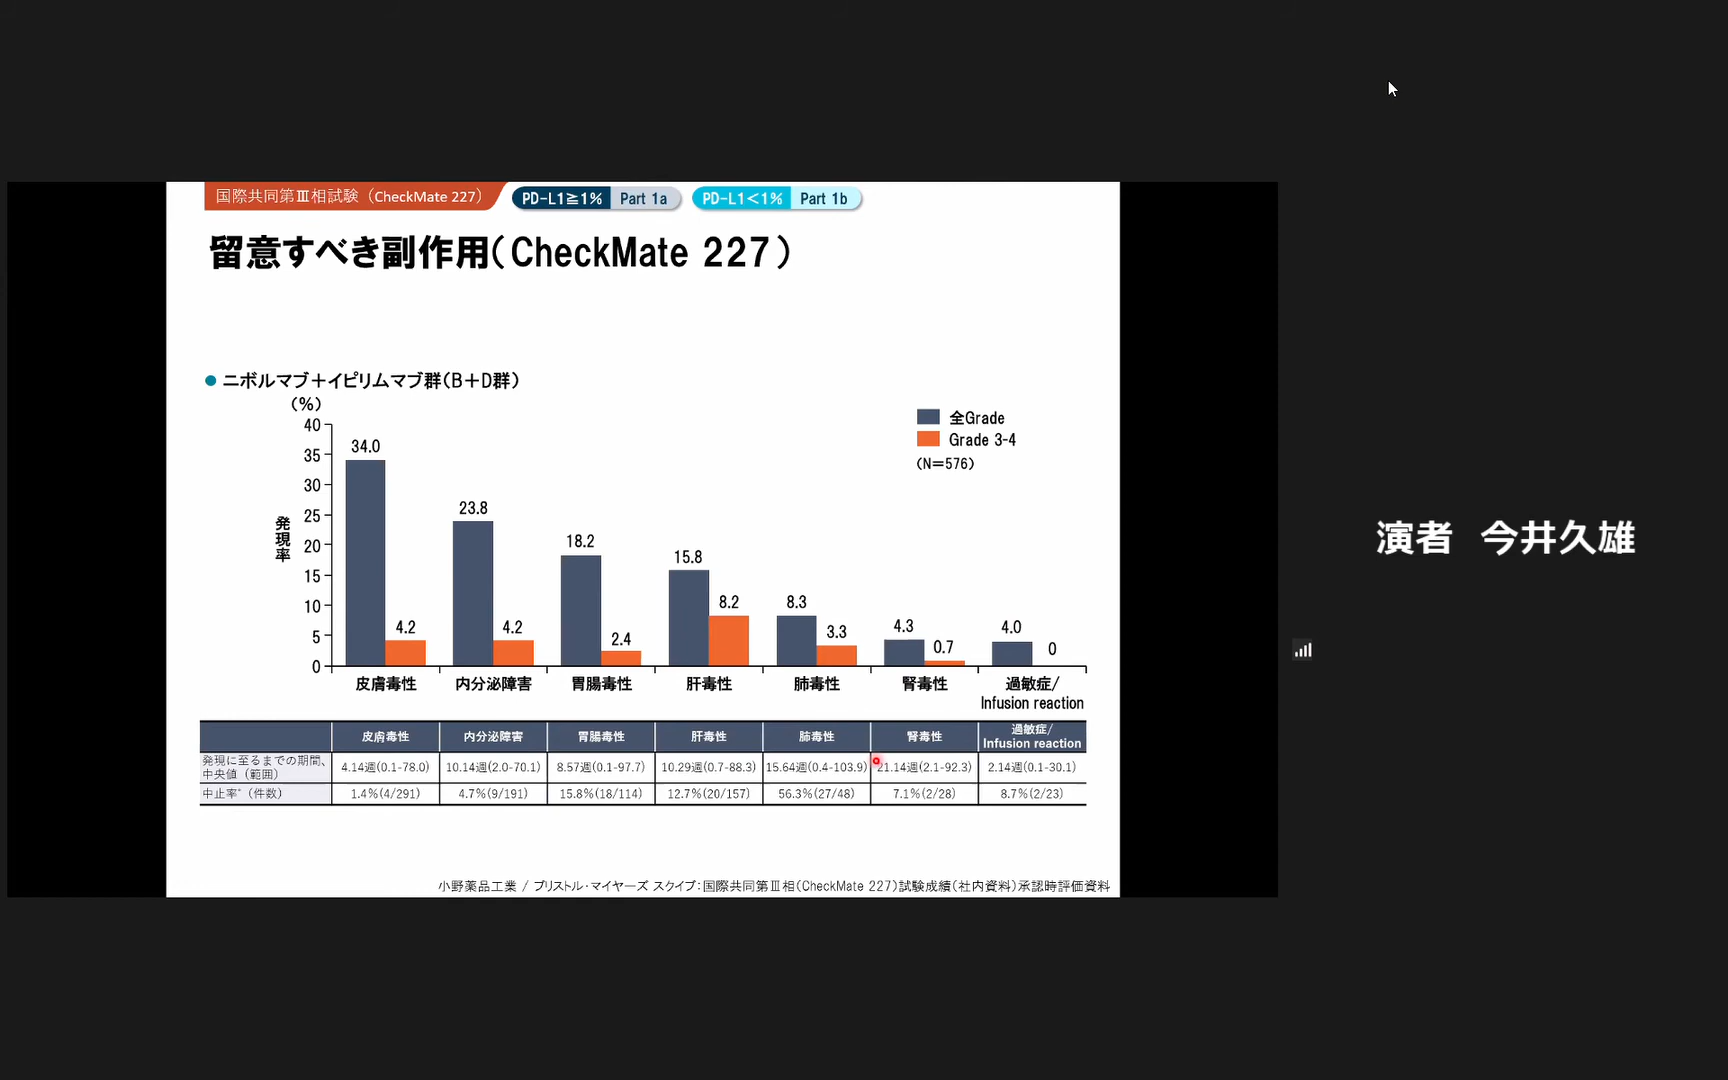 国際共同第Ⅲ相試験（CheckMate 227）
PD-L1≧1% Part 1a
PD-L1＜1% Part 1b
留意すべき副作用（CheckMate 227）
ニボルマブ＋イピリムマブ群（B＋D群）
（%）
発現率
40
35
30
25
20
15
10
5
0
全Grade
Grade 3-4
（N＝576）
34.0
4.2
23.8
4.2
18.2
2.4
15.8
8.2
8.3
3.3
4.3
0.7
4.0
0
皮膚毒性 内分泌障害 胃腸毒性 肝毒性 肺毒性 腎毒性 過敏症/
Infusion reaction
皮膚毒性 内分泌障害 胃腸毒性 肝毒性 肺毒性 腎毒性 過敏症/
Infusion reaction
発現に至るまでの期間、
中央値（範囲） 4.14週(0.1-78.0) 10.14週(2.0-70.1) 8.57週(0.1-97.7) 10.29週(0.7-88.3) 15.64週(0.4-103.9) 21.14週(2.1-92.3) 2.14週(0.1-30.1)
中止率*（件数） 1.4％(4/291) 4.7％(9/191) 15.8％(18/114) 12.7％(20/157) 56.3％(27/48) 7.1％(2/28) 8.7％(2/23)
小野薬品工業 / ブリストル・マイヤーズ スクイブ：国際共同第Ⅲ相（CheckMate 227）試験成績（社内資料）承認時評価資料
演者 今井久雄